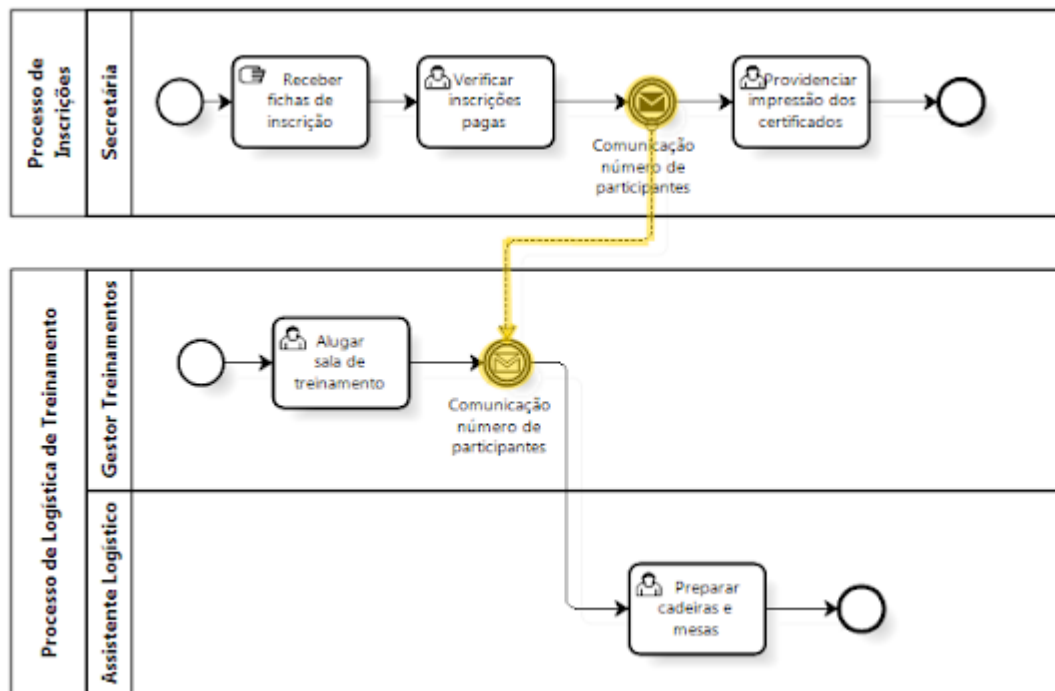 Processo de
Inscrições
Secretária
Receber
fichas de
inscrição
Verificar
inscrições
pagas
Comunicação
número de
participantes
Providenciar
impressão dos
certificados
Processo de Logística de Treinamento
Gestor Treinamentos
Alugar
sala de
treinamento
Comunicação
número de
participantes
Assistente Logístico
Preparar
cadeiras e
mesas